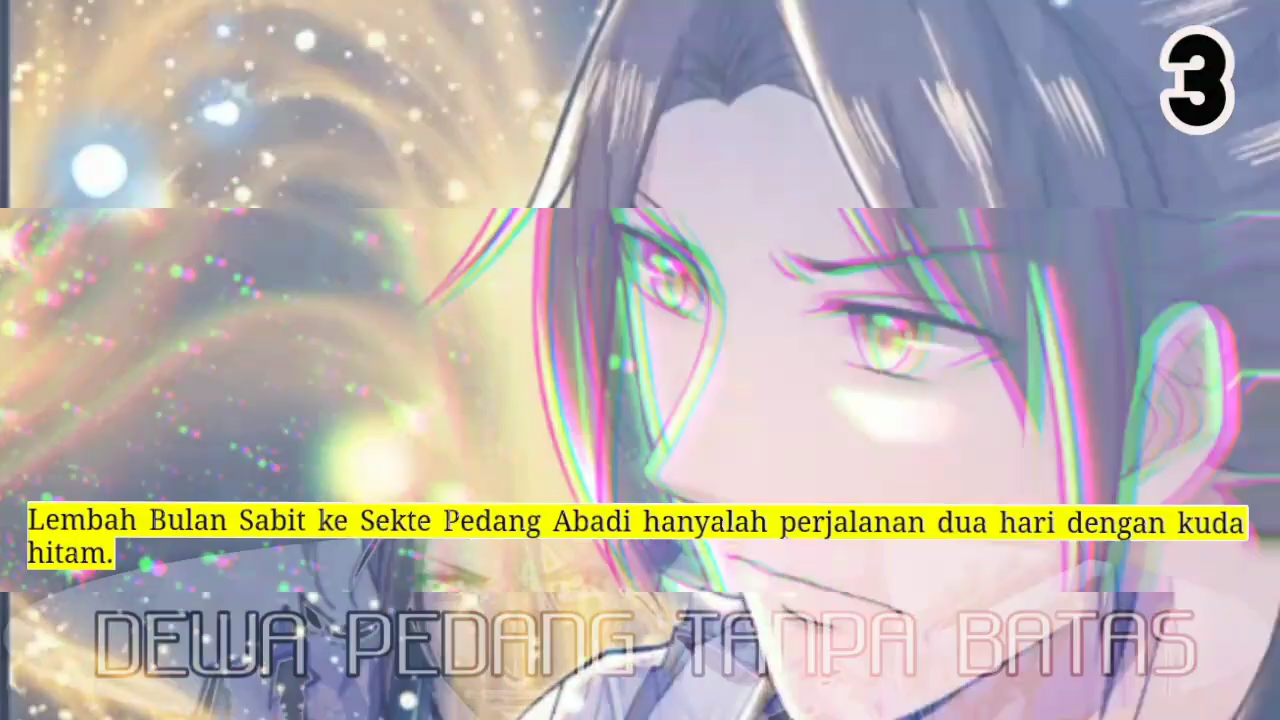 3
Lembah Bulan Sabit ke Sekte Pedang Abadi hanyalah perjalanan dua hari dengan kuda
hitam.
DEWA PEDANG TANPA BATAS